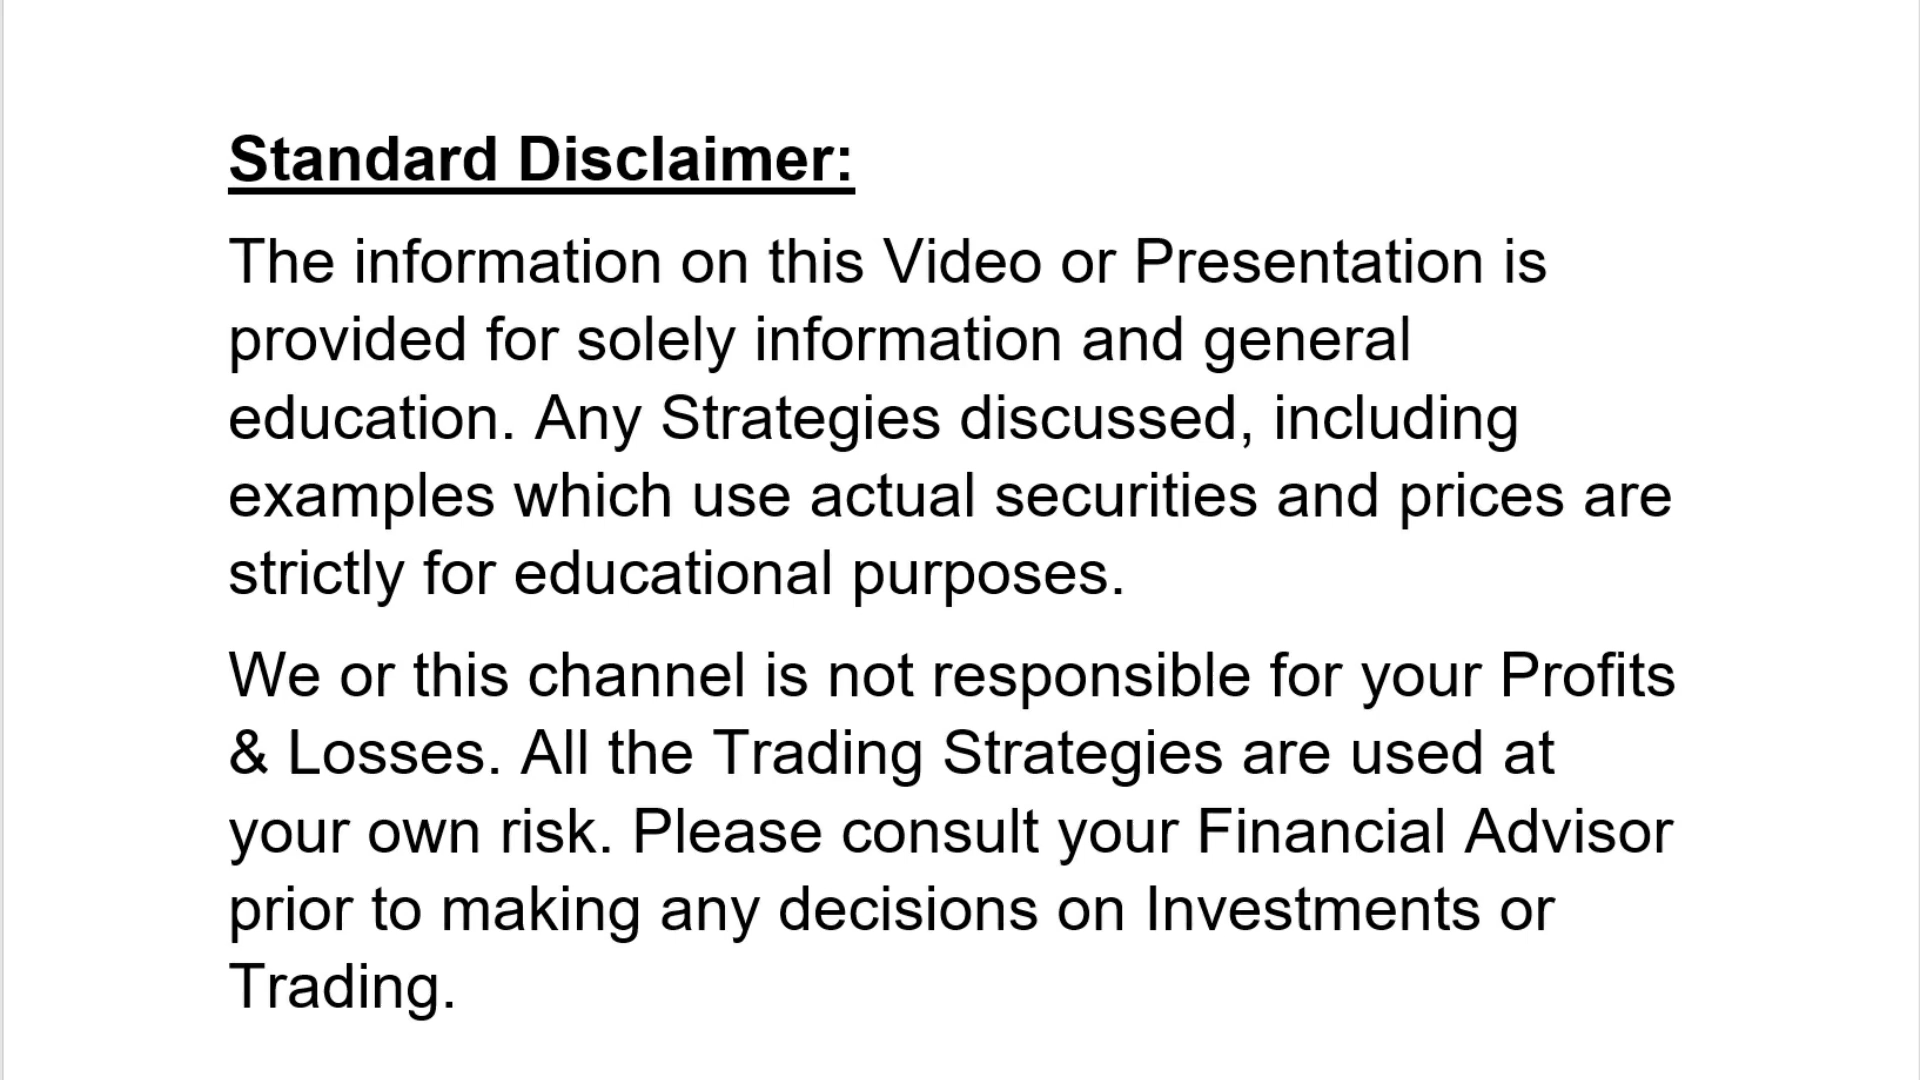 Standard Disclaimer:
The information on this Video or Presentation is
provided for solely information and general
education. Any Strategies discussed, including
examples which use actual securities and prices are
strictly for educational purposes.
We or this channel is not responsible for your Profits
& Losses. All the Trading Strategies are used at
your own risk. Please consult your Financial Advisor
prior to making any decisions on Investments or
Trading.